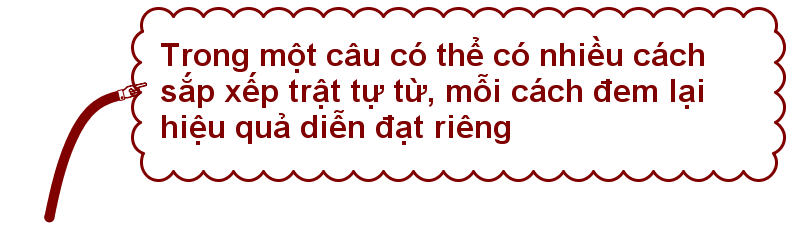 Trong một câu có thể có nhiều cách
sắp xếp trật tự từ, mỗi cách đem lại
hiệu quả diễn đạt riêng